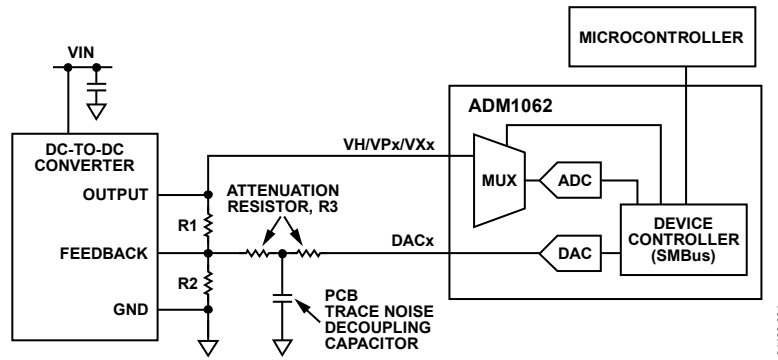 MICROCONTROLLER
VIN
ADM1062
DC-TO-DC
CONVERTER
VH/VPx/VXx
MUX
ADC
OUTPUT
ATTENUATION
RESISTOR, R3
R1
DEVICE
CONTROLLER
(SMBus)
FEEDBACK
DACx
DAC
R2
GND
PCB
TRACE NOISE
DECOUPLING
CAPACITOR